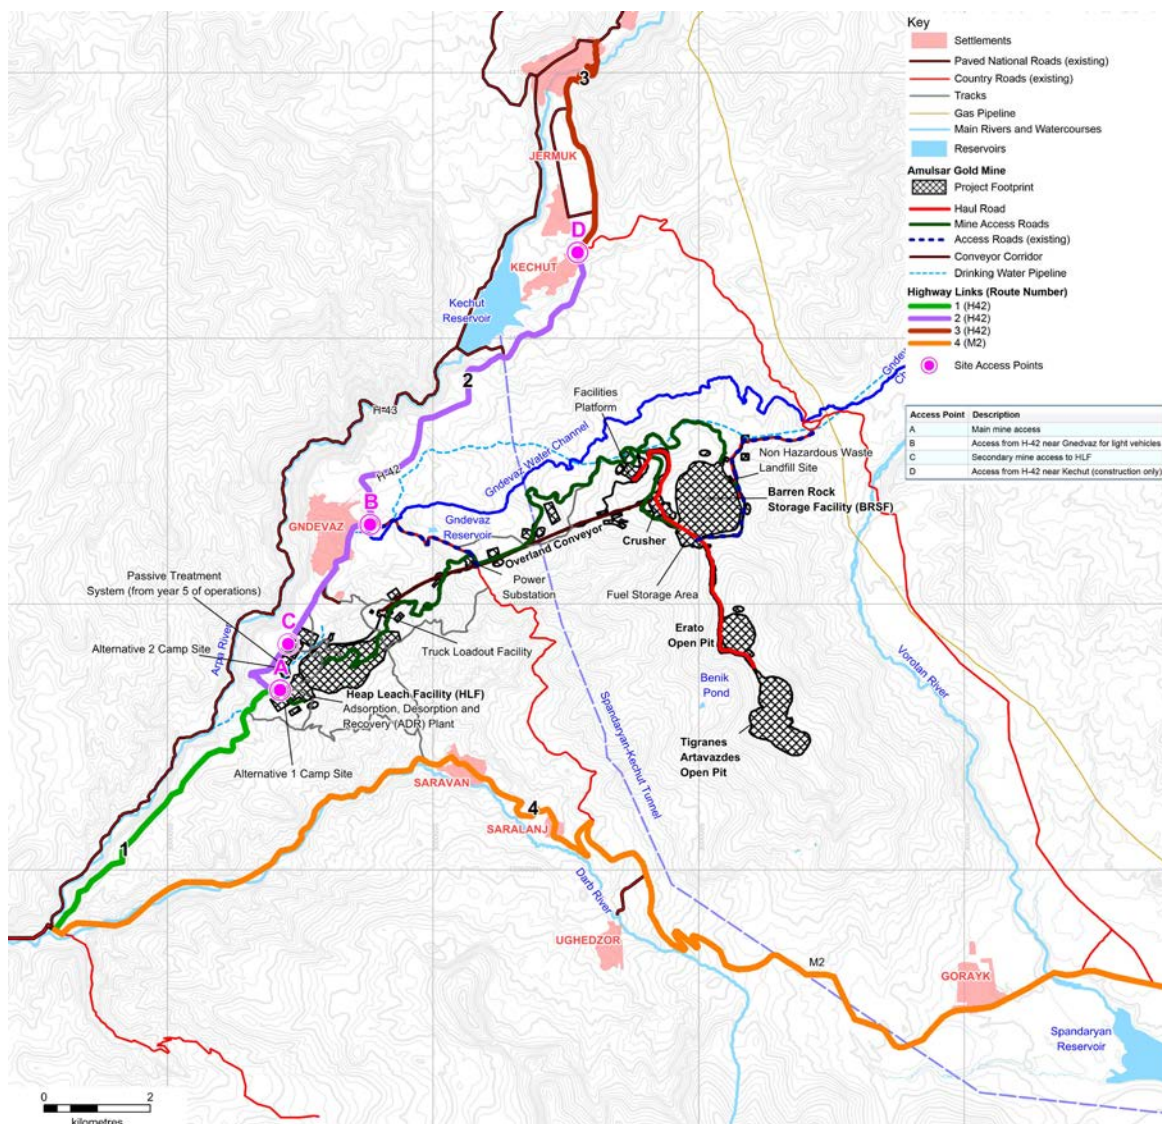 Key
Settlements
Paved National Roads (existing)
Country Roads (existing)
Tracks
Gas Pipeline
Main Rivers and Watercourses
Reservoirs
Amulsar Gold Mine
Project Footprint
Haul Road
Mine Access Roads
Access Roads (existing)
Conveyor Corridor
Drinking Water Pipeline
Highway Links (Route Number)
1 (H42)
2 (H42)
3 (H42)
4 (M2)
Site Access Points
Access Point Description
A Main mine access
B Access from H-42 near Gnedvaz for light vehicles
C Secondary mine access to HLF
D Access from H-42 near Kechut (construction only)
3
JERMUK
D
KECHUT
Kechut
Reservoir
2
H-43
H-42
Facilities
Platform
Gndevaz Water Channel
Non Hazardous Waste
Landfill Site
Barren Rock
Storage Facility (BRSF)
B
GNDEVAZ
Gndevaz
Reservoir
Overland Conveyor
Crusher
Power
Substation
Fuel Storage Area
Passive Treatment
System (from year 5 of operations)
C
Alternative 2 Camp Site
Arpa River
A
Truck Loadout Facility
Erato
Open Pit
Heap Leach Facility (HLF)
Adsorption, Desorption and
Recovery (ADR) Plant
Benik
Pond
Vorotan River
Spandaryan-Kechut Tunnel
Tigranes
Artavazdes
Open Pit
Alternative 1 Camp Site
SARAVAN
4
SARALANJ
1
Darb River
UGHEDZOR
M2
GORAYK
Spandaryan
Reservoir
0 2
kilometres